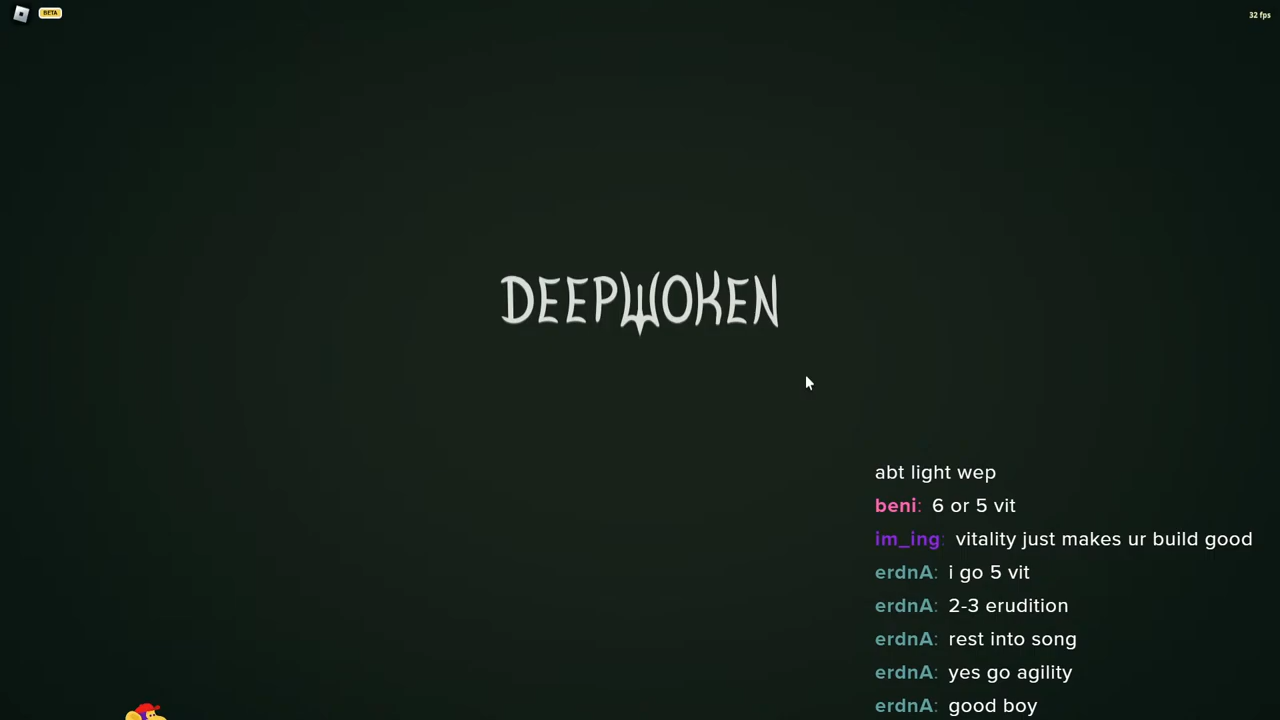 BETA
32 fps
DEEPWOKEN
abt light wep
beni: 6 or 5 vit
im_ing: vitality just makes ur build good
erdnA: i go 5 vit
erdnA: 2-3 erudition
erdnA: rest into song
erdnA: yes go agility
erdnA: good boy